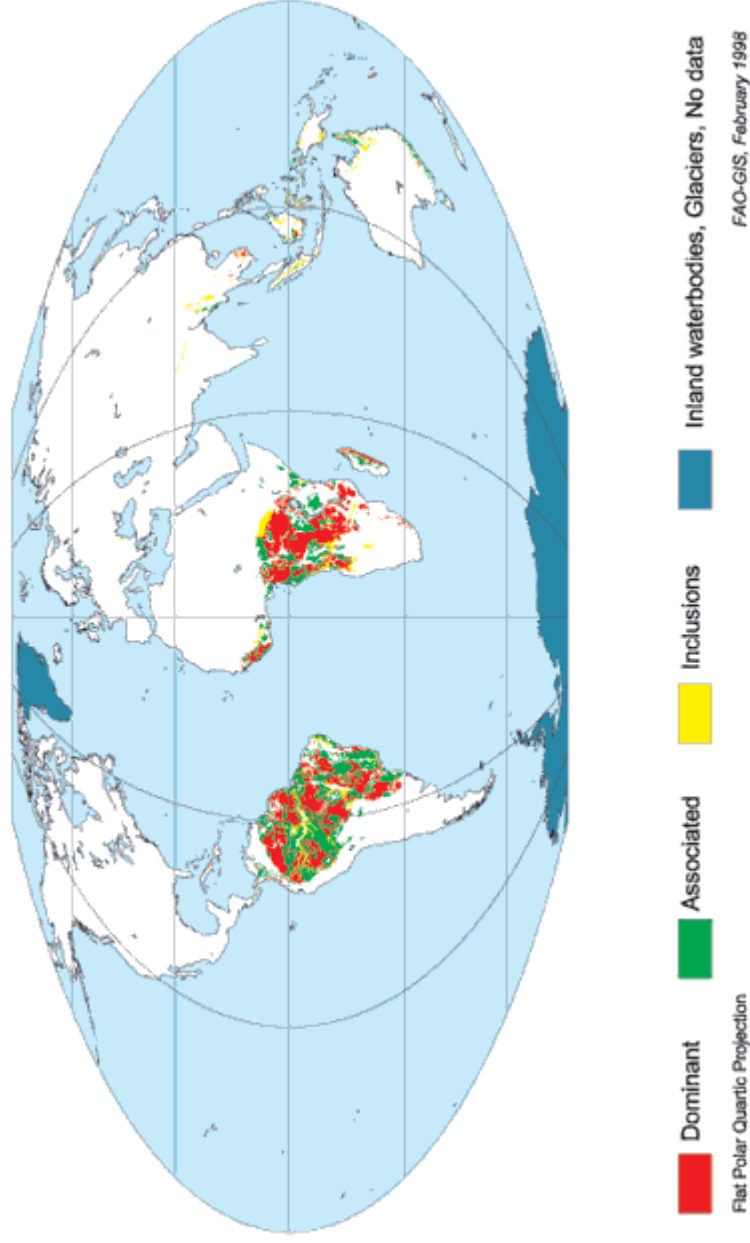 Dominant
Associated
Inclusions
Inland waterbodies, Glaciers, No data
Flat Polar Quartic Projection
FAO-GIS, February 1998